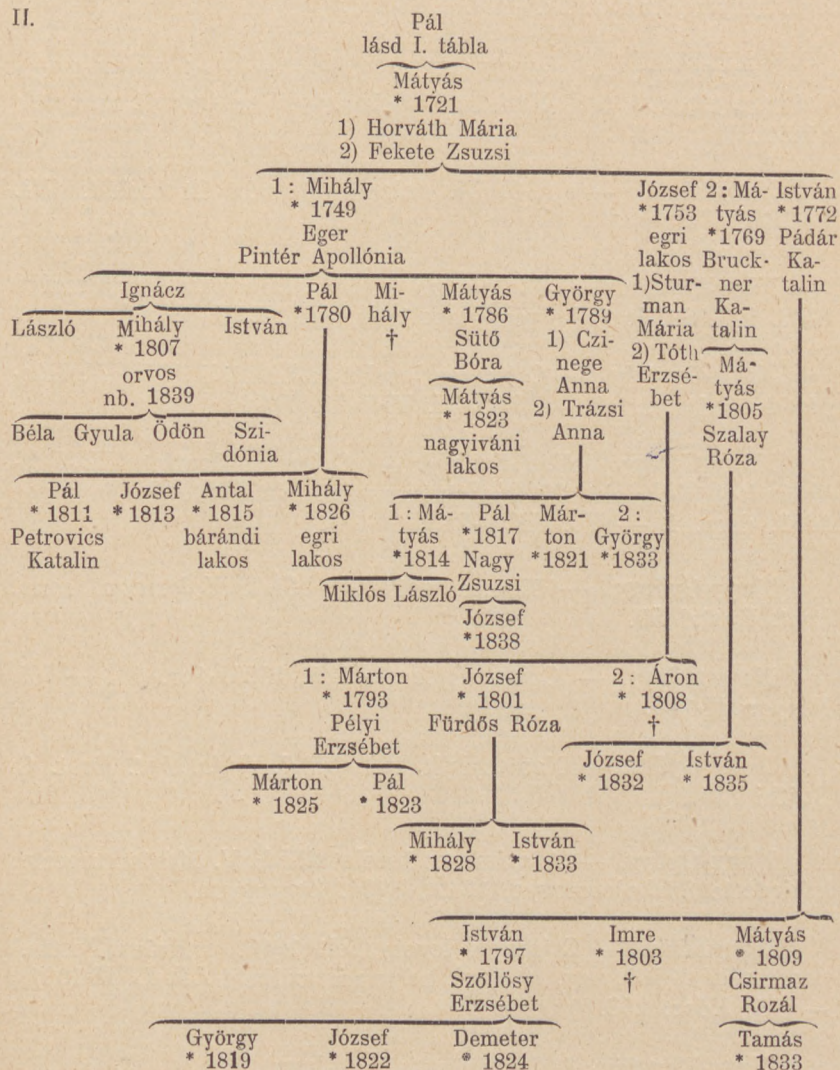 II.
Pál
lásd I. tábla
Mátyás
* 1721
1) Horváth Mária
2) Fekete Zsuzsi
1 : Mihály
* 1749
Eger
Pintér Apollónia
József
*1753
egri
lakos
1)Stur-
man
Mária
2) Tóth
Erzsé-
bet
2 : Má-
tyás
*1769
Bruck-
ner
Ka-
talin
Má-
tyás
*1805
Szalay
Róza
István
*1772
Pádár
Ka-
talin
Ignácz
Pál
*1780
Mi-
hály
†
Mátyás
* 1786
Sütő
Bóra
Mátyás
* 1823
nagyiváni
lakos
György
* 1789
1) Czi-
nege
Anna
2) Trázsi
Anna
László
Mihály
* 1807
orvos
nb. 1839
István
Béla Gyula Ödön Szi-
dónia
Pál
* 1811
Petrovics
Katalin
József
* 1813
Antal
* 1815
bárándi
lakos
Mihály
* 1826
egri
lakos
1 : Má-
tyás
*1814
Pál
*1817
Nagy
Zsuzsi
Már-
ton
*1821
2 :
György
*1833
Miklós László
József
*1838
1 : Márton
* 1793
Pélyi
Erzsébet
József
* 1801
Fürdős Róza
2 : Áron
* 1808
†
József
* 1832
István
* 1835
Márton
* 1825
Pál
* 1823
Mihály
* 1828
István
* 1833
István
* 1797
Szőllősy
Erzsébet
Imre
* 1803
†
Mátyás
* 1809
Csirmaz
Rozál
György
* 1819
József
* 1822
Demeter
* 1824
Tamás
* 1833